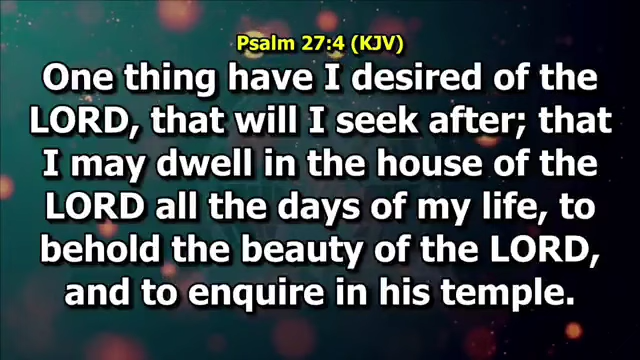 Psalm 27:4 (KJV)
One thing have I desired of the
LORD, that will I seek after; that
I may dwell in the house of the
LORD all the days of my life, to
behold the beauty of the LORD,
and to enquire in his temple.